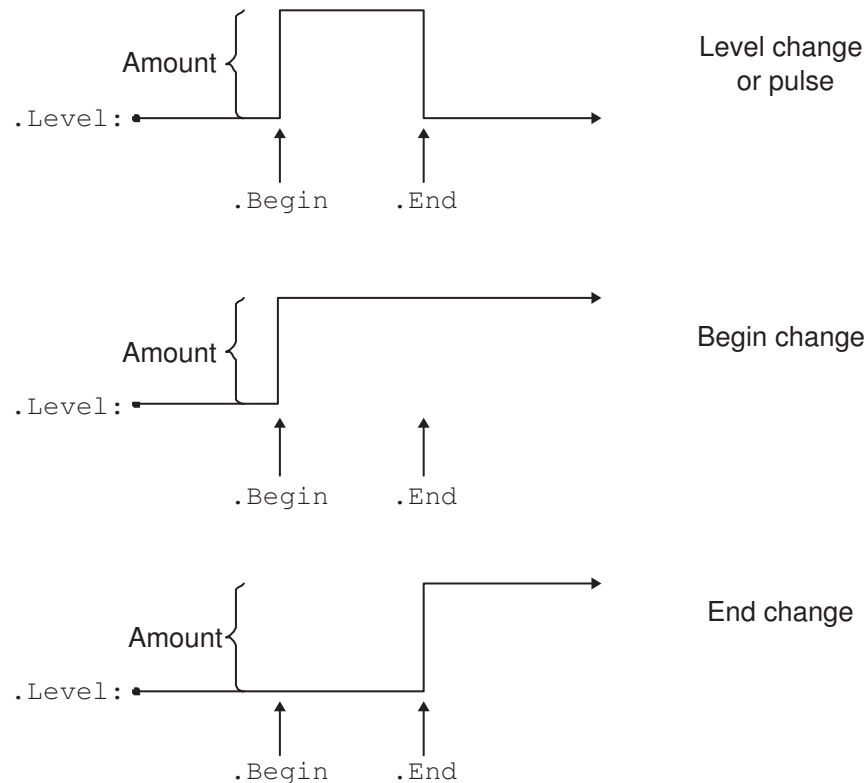 Level change
or pulse
Amount
.Level:
.Begin
.End
Begin change
Amount
.Level:
.Begin
.End
End change
Amount
.Level:
.Begin
.End